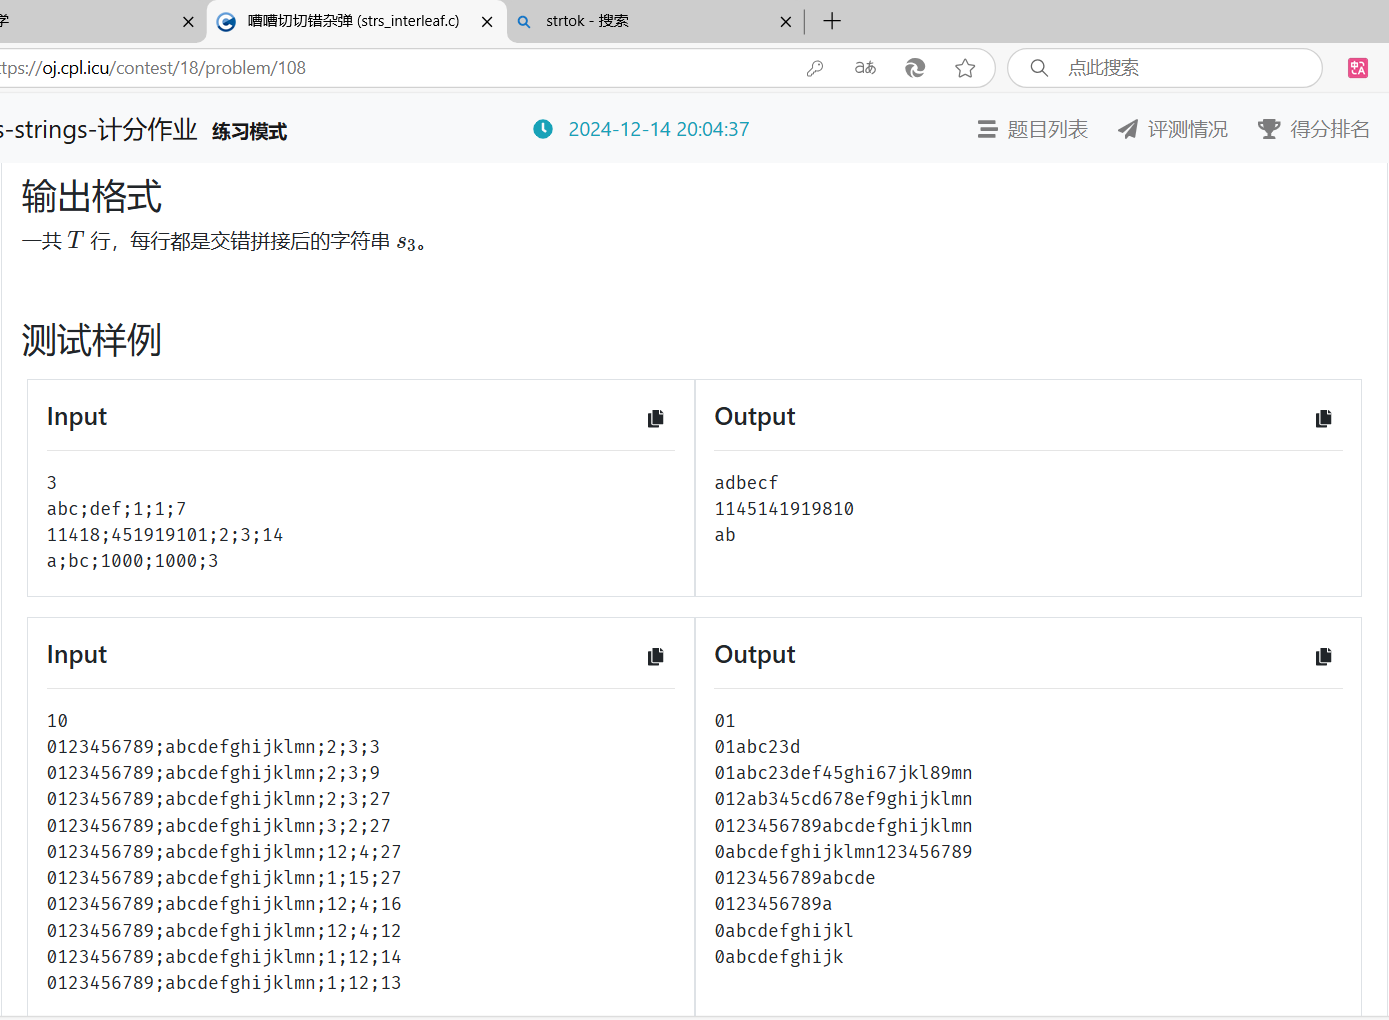 学
嘈嘈切切错杂弹 (strs_interleaf.c)
strtok - 搜索
ttps://oj.cpl.icu/contest/18/problem/108
aあ
点此搜索
s-strings-计分作业 练习模式
2024-12-14 20:04:37
题目列表
评测情况
得分排名
输出格式
一共 T 行，每行都是交错拼接后的字符串 s₃。
测试样例
Input
3
abc;def;1;1;7
11418;451919101;2;3;14
a;bc;1000;1000;3
Output
adbecf
1145141919810
ab
Input
10
0123456789;abcdefghijklmn;2;3;3
0123456789;abcdefghijklmn;2;3;9
0123456789;abcdefghijklmn;2;3;27
0123456789;abcdefghijklmn;3;2;27
0123456789;abcdefghijklmn;12;4;27
0123456789;abcdefghijklmn;1;15;27
0123456789;abcdefghijklmn;12;4;16
0123456789;abcdefghijklmn;12;4;12
0123456789;abcdefghijklmn;1;12;14
0123456789;abcdefghijklmn;1;12;13
Output
01
01abc23d
01abc23def45ghi67jkl89mn
012ab345cd678ef9ghijklmn
0123456789abcdefghijklmn
0abcdefghijklmn123456789
0123456789abcde
0123456789a
0abcdefghijkl
0abcdefghijk